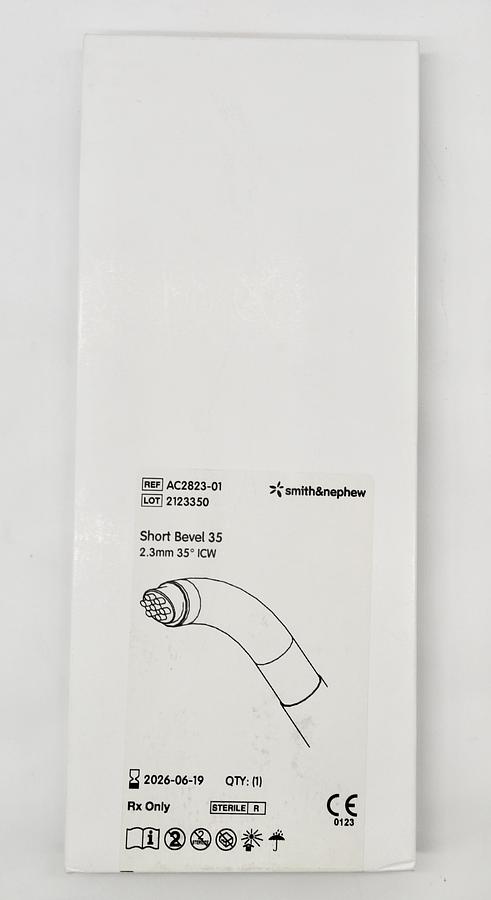 REF AC2823-01
smith&nephew
LOT 2123350
Short Bevel 35
2.3mm 35° ICW
2026-06-19 QTY: (1)
Rx Only STERILE R
CE
0123